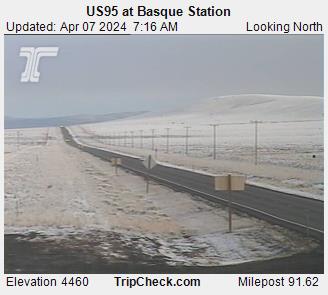 US95 at Basque Station
Updated: Apr 07 2024 7:16 AM Looking North
Elevation 4460 TripCheck.com Milepost 91.62